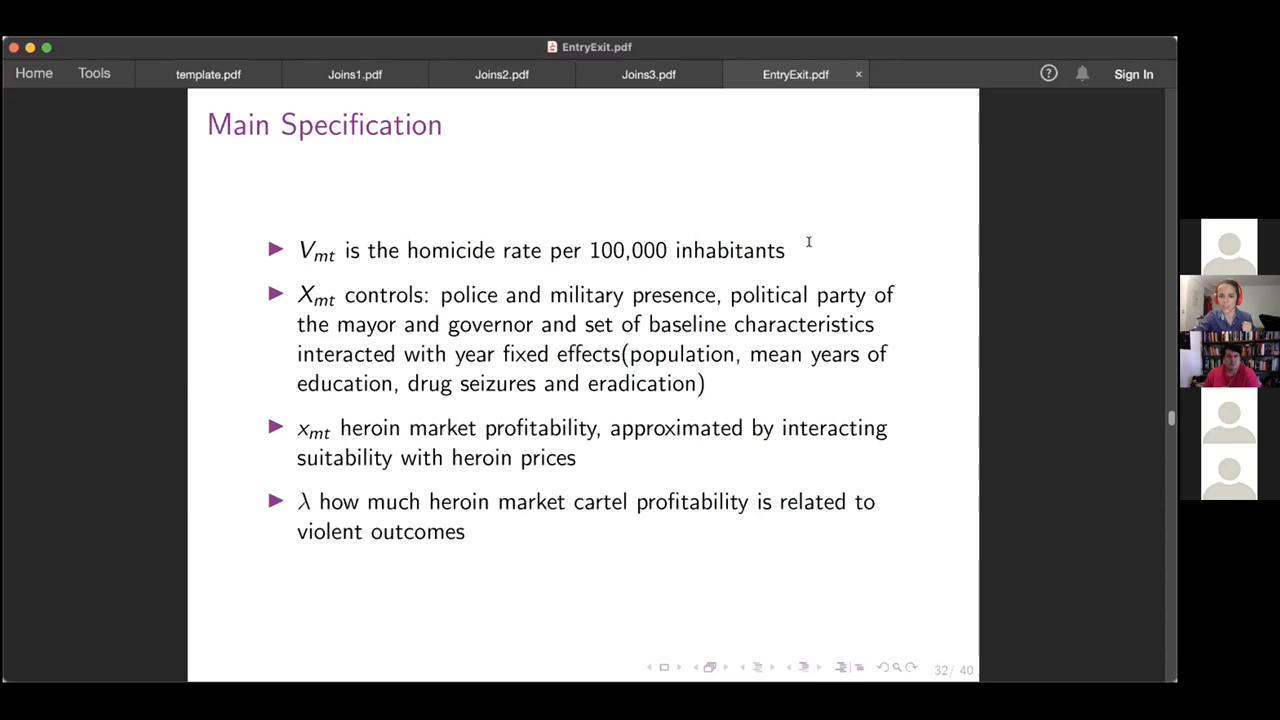 EntryExit.pdf
Home Tools template.pdf Joins1.pdf Joins2.pdf Joins3.pdf EntryExit.pdf × ? Sign In
Main Specification
▶ Vmt is the homicide rate per 100,000 inhabitants
▶ Xmt controls: police and military presence, political party of
the mayor and governor and set of baseline characteristics
interacted with year fixed effects(population, mean years of
education, drug seizures and eradication)
▶ xmt heroin market profitability, approximated by interacting
suitability with heroin prices
▶ λ how much heroin market cartel profitability is related to
violent outcomes
32/ 40